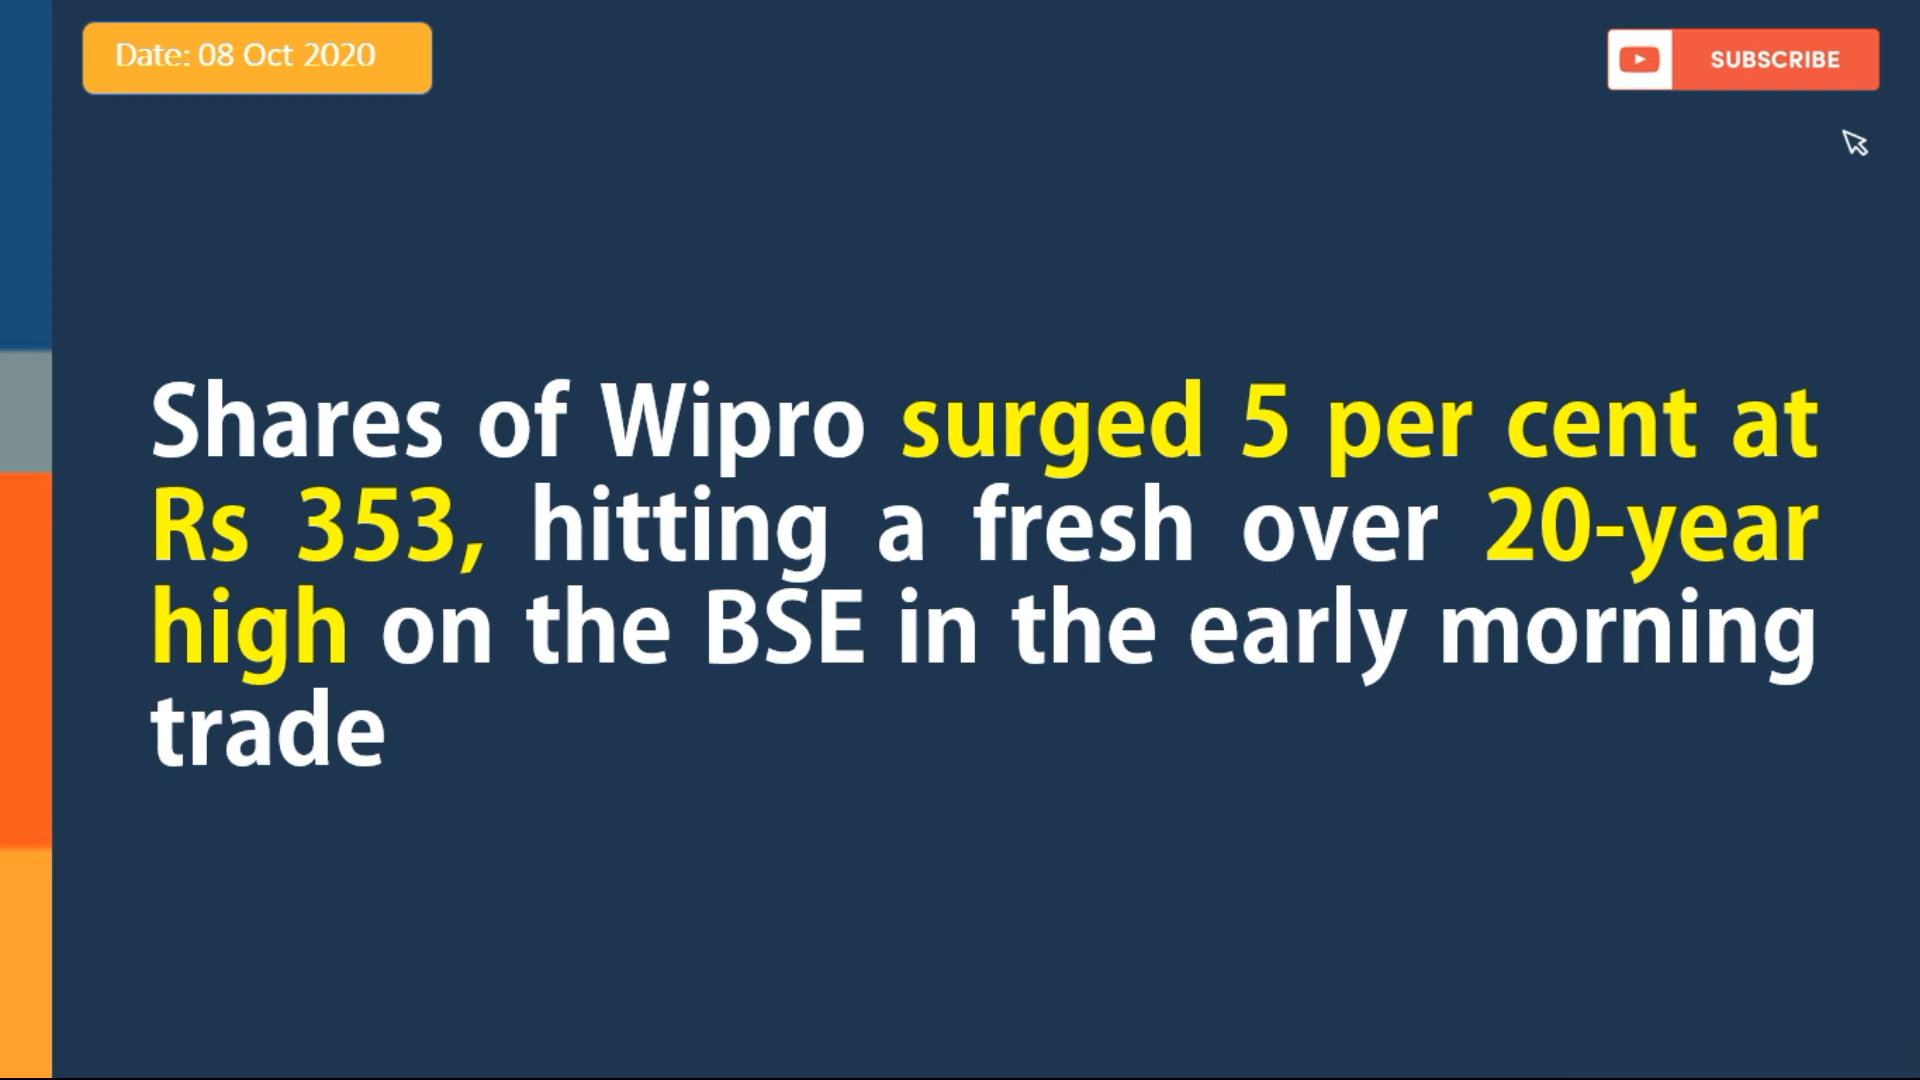 Date: 08 Oct 2020
SUBSCRIBE
Shares of Wipro surged 5 per cent at
Rs 353, hitting a fresh over 20-year
high on the BSE in the early morning
trade